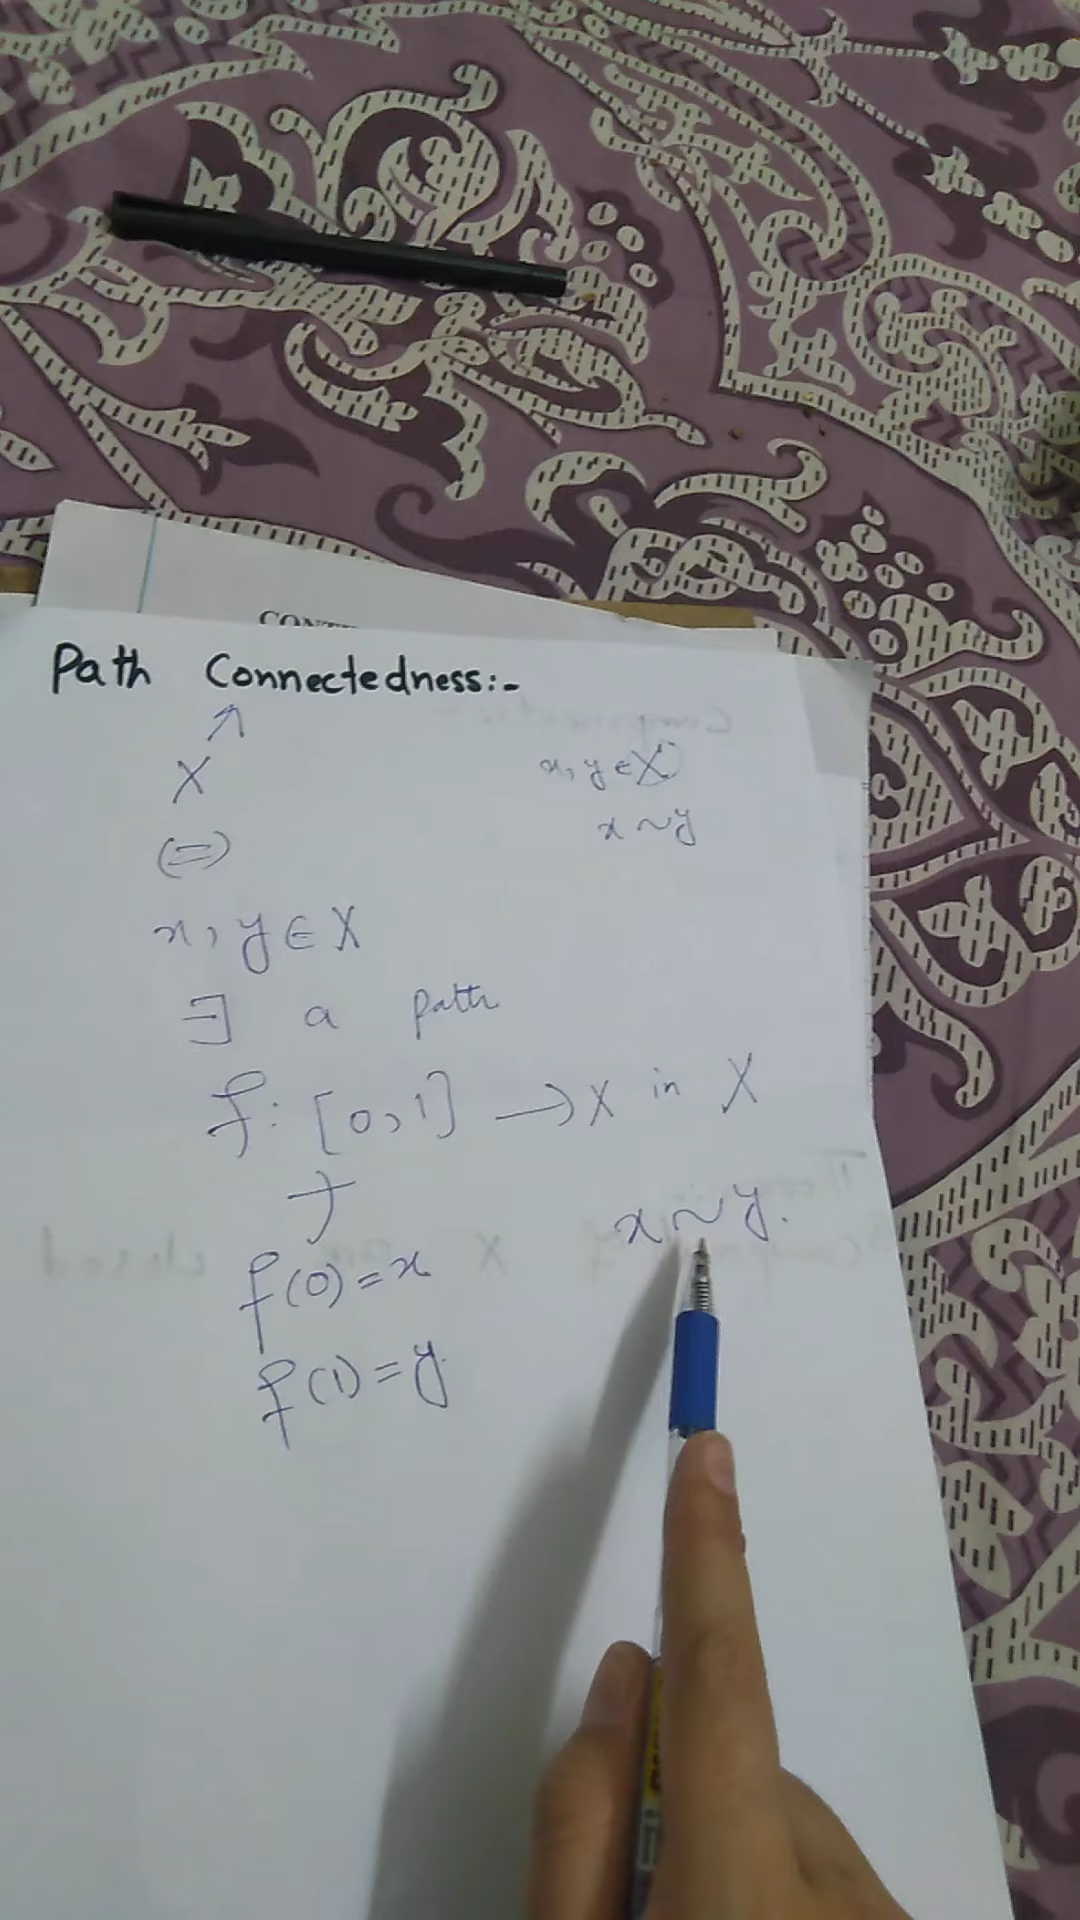 Path Connectedness:-
X
x, y ∈ X
x ~ y
(=)
x, y ∈ X
∃ a path
f: [0,1] → X in X
x ~ y.
f(0) = x
f(1) = y.